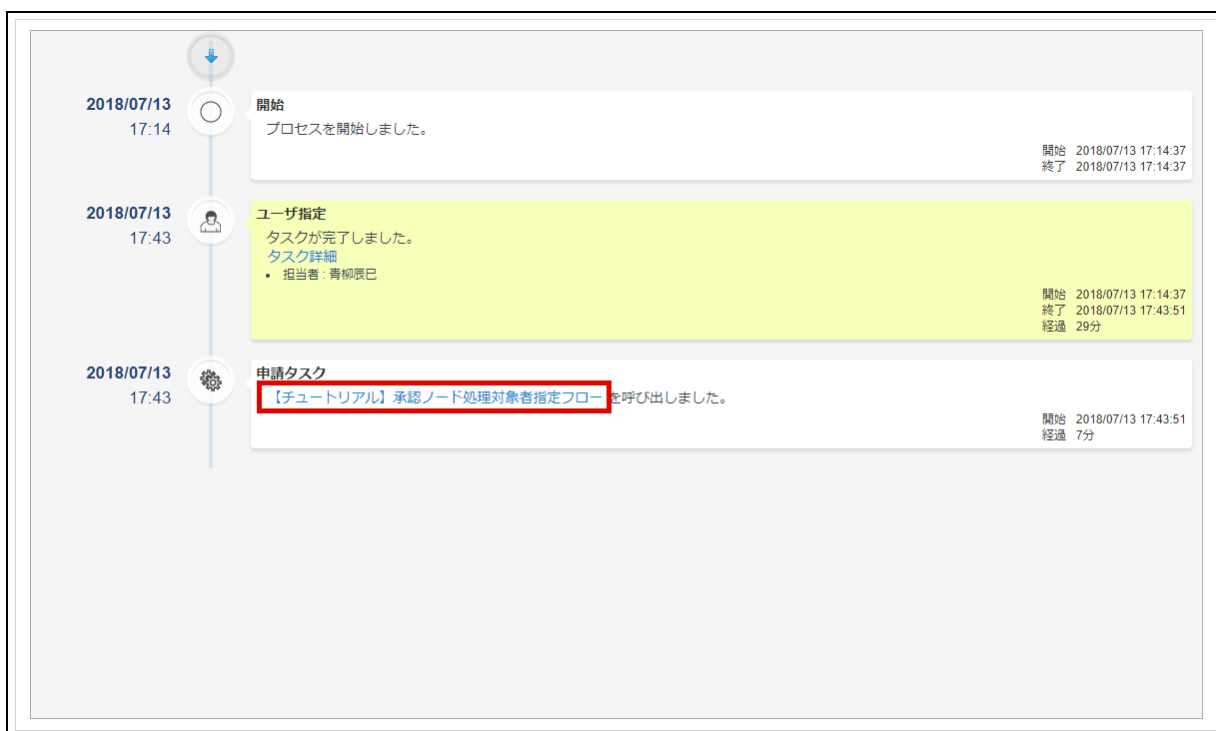 2018/07/13
17:14
開始
プロセスを開始しました。
開始 2018/07/13 17:14:37
終了 2018/07/13 17:14:37
2018/07/13
17:43
ユーザ指定
タスクが完了しました。
タスク詳細
• 担当者 : 青柳辰巳
開始 2018/07/13 17:14:37
終了 2018/07/13 17:43:51
経過 29分
2018/07/13
17:43
申請タスク
【チュートリアル】承認ノード処理対象者指定フロー を呼び出しました。
開始 2018/07/13 17:43:51
経過 7分